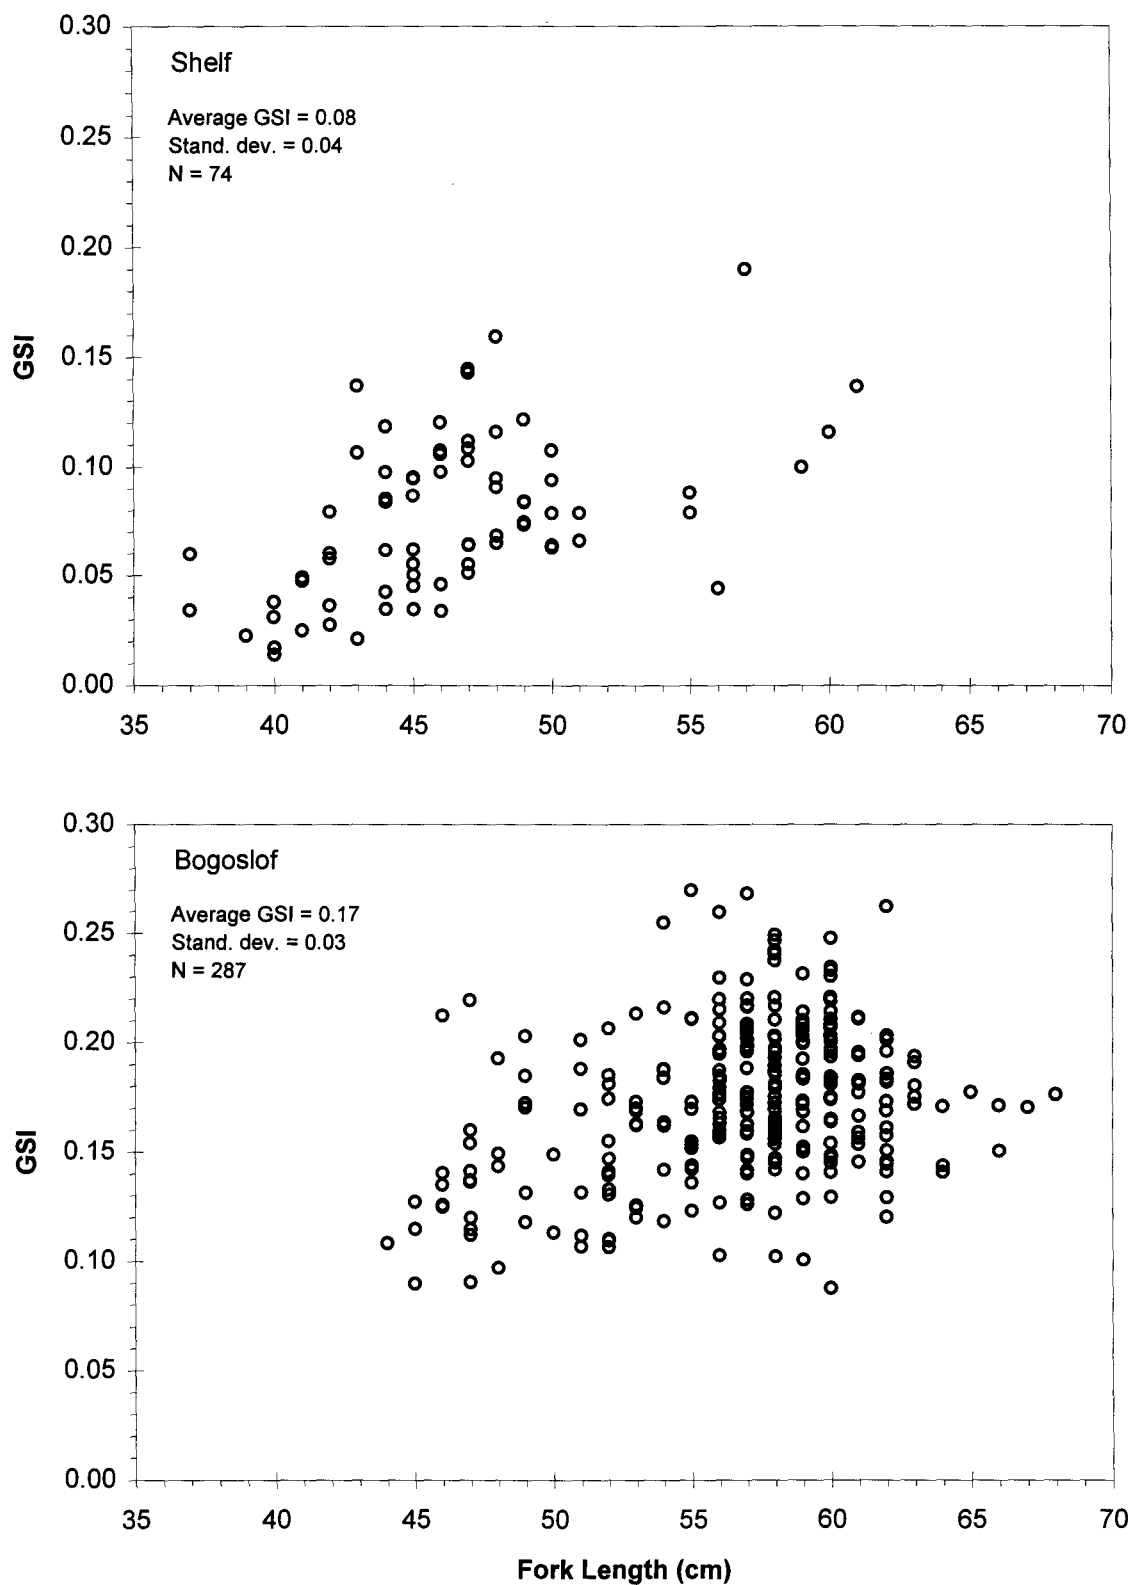 0.30
Shelf
Average GSI = 0.08
Stand. dev. = 0.04
N = 74
0.25
0.20
0.15
0.10
0.05
0.00
GSI
35 40 45 50 55 60 65 70
0.30
Bogoslof
Average GSI = 0.17
Stand. dev. = 0.03
N = 287
0.25
0.20
0.15
0.10
0.05
0.00
GSI
35 40 45 50 55 60 65 70
Fork Length (cm)